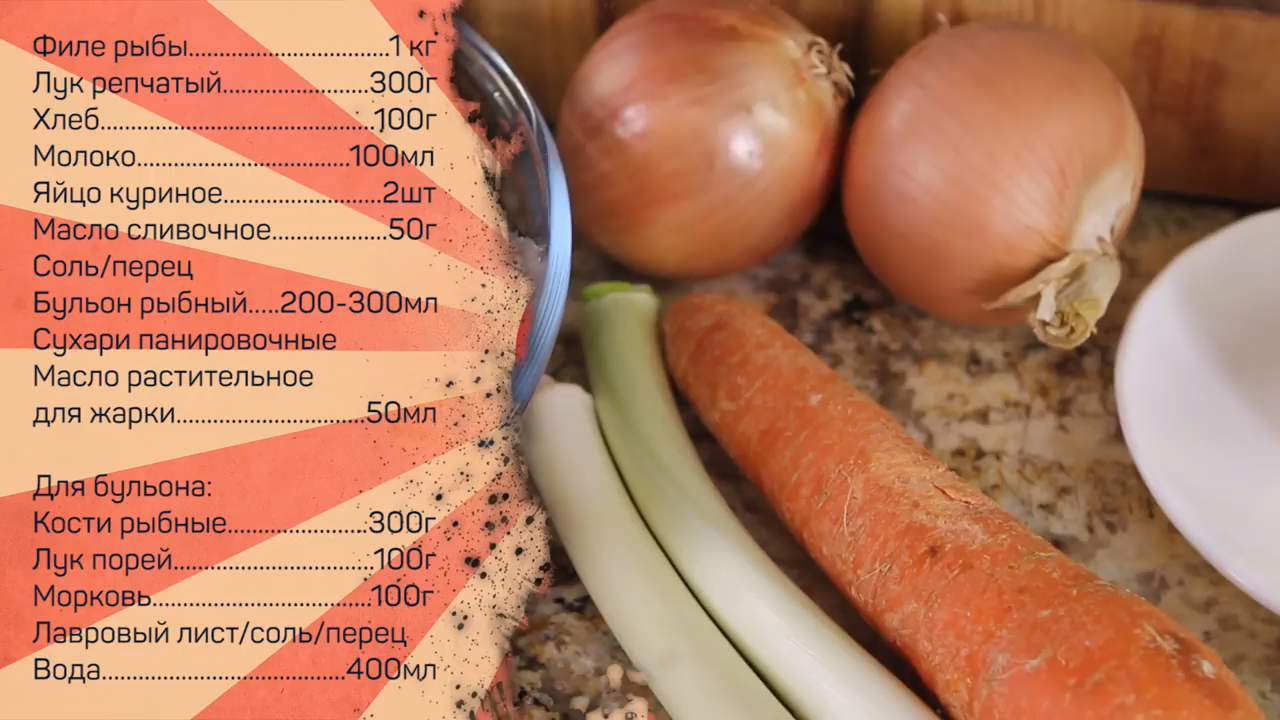 Филе рыбы................................1 кг
Лук репчатый.......................300г
Хлеб...........................................100г
Молоко.................................100мл
Яйцо куриное.........................2шт
Масло сливочное..................50г
Соль/перец
Бульон рыбный.....200-300мл
Сухари панировочные
Масло растительное
для жарки..............................50мл
Для бульона:
Кости рыбные......................300г
Лук порей...............................100г
Морковь..................................100г
Лавровый лист/соль/перец
Вода......................................400мл